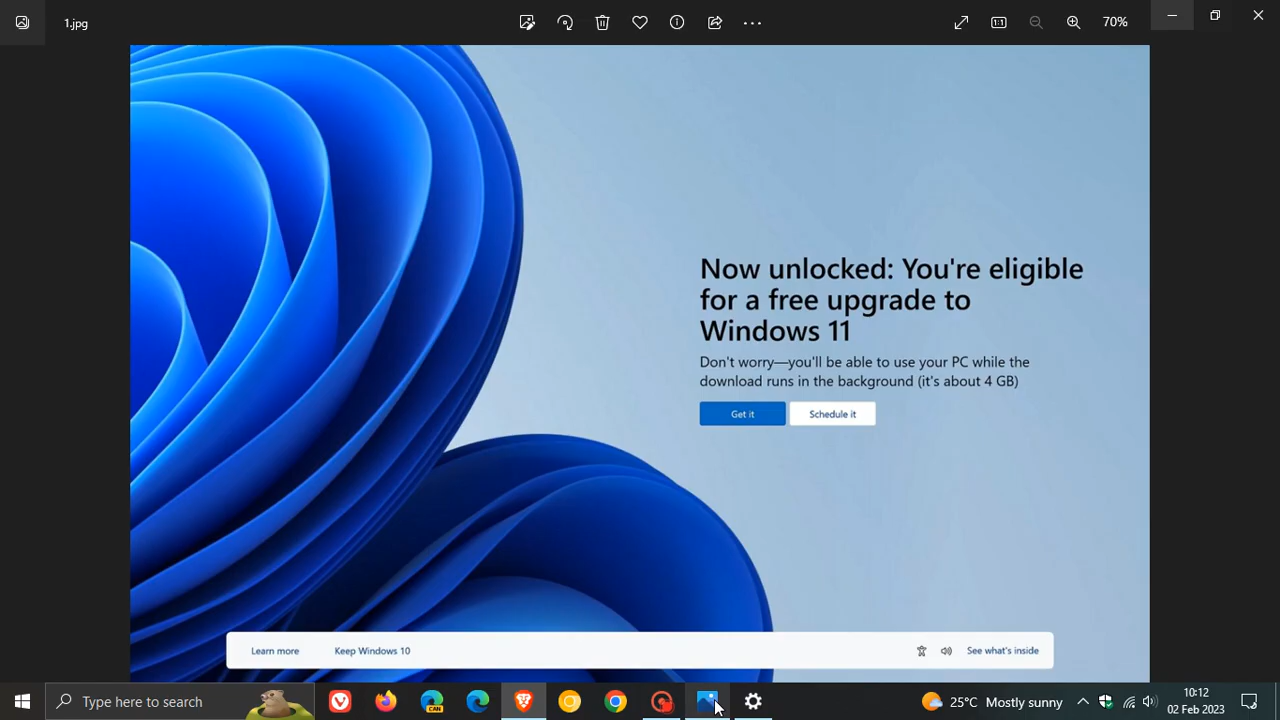 1.jpg
70%
Now unlocked: You're eligible
for a free upgrade to
Windows 11
Don't worry—you'll be able to use your PC while the
download runs in the background (it's about 4 GB)
Get it
Schedule it
Learn more
Keep Windows 10
See what's inside
Type here to search
CAN
25°C Mostly sunny
10:12
02 Feb 2023